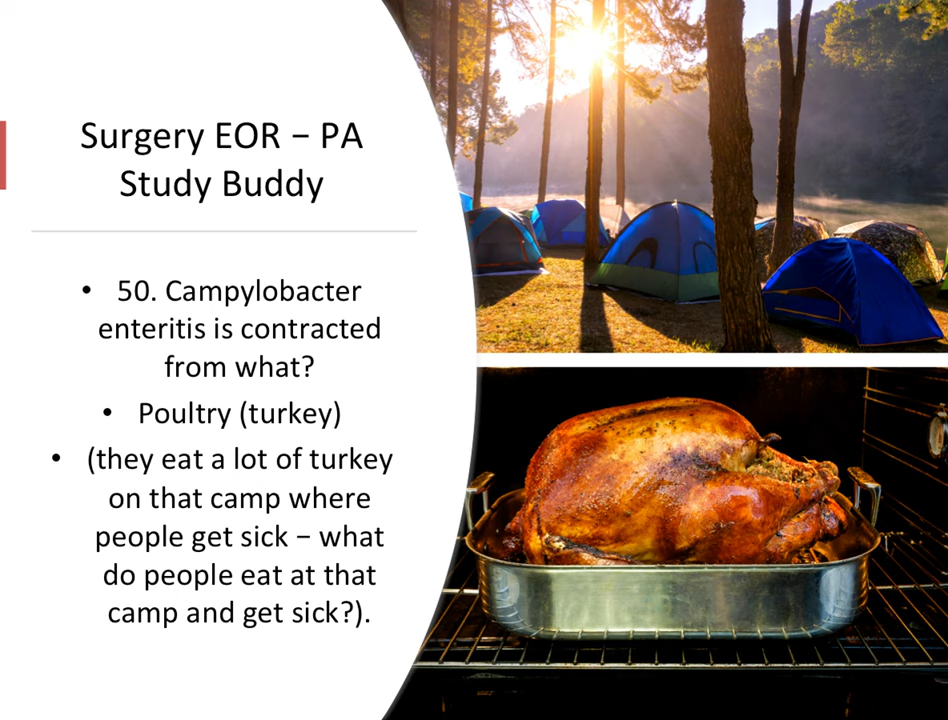 Surgery EOR – PA
Study Buddy
• 50. Campylobacter
enteritis is contracted
from what?
• Poultry (turkey)
• (they eat a lot of turkey
on that camp where
people get sick – what
do people eat at that
camp and get sick?).